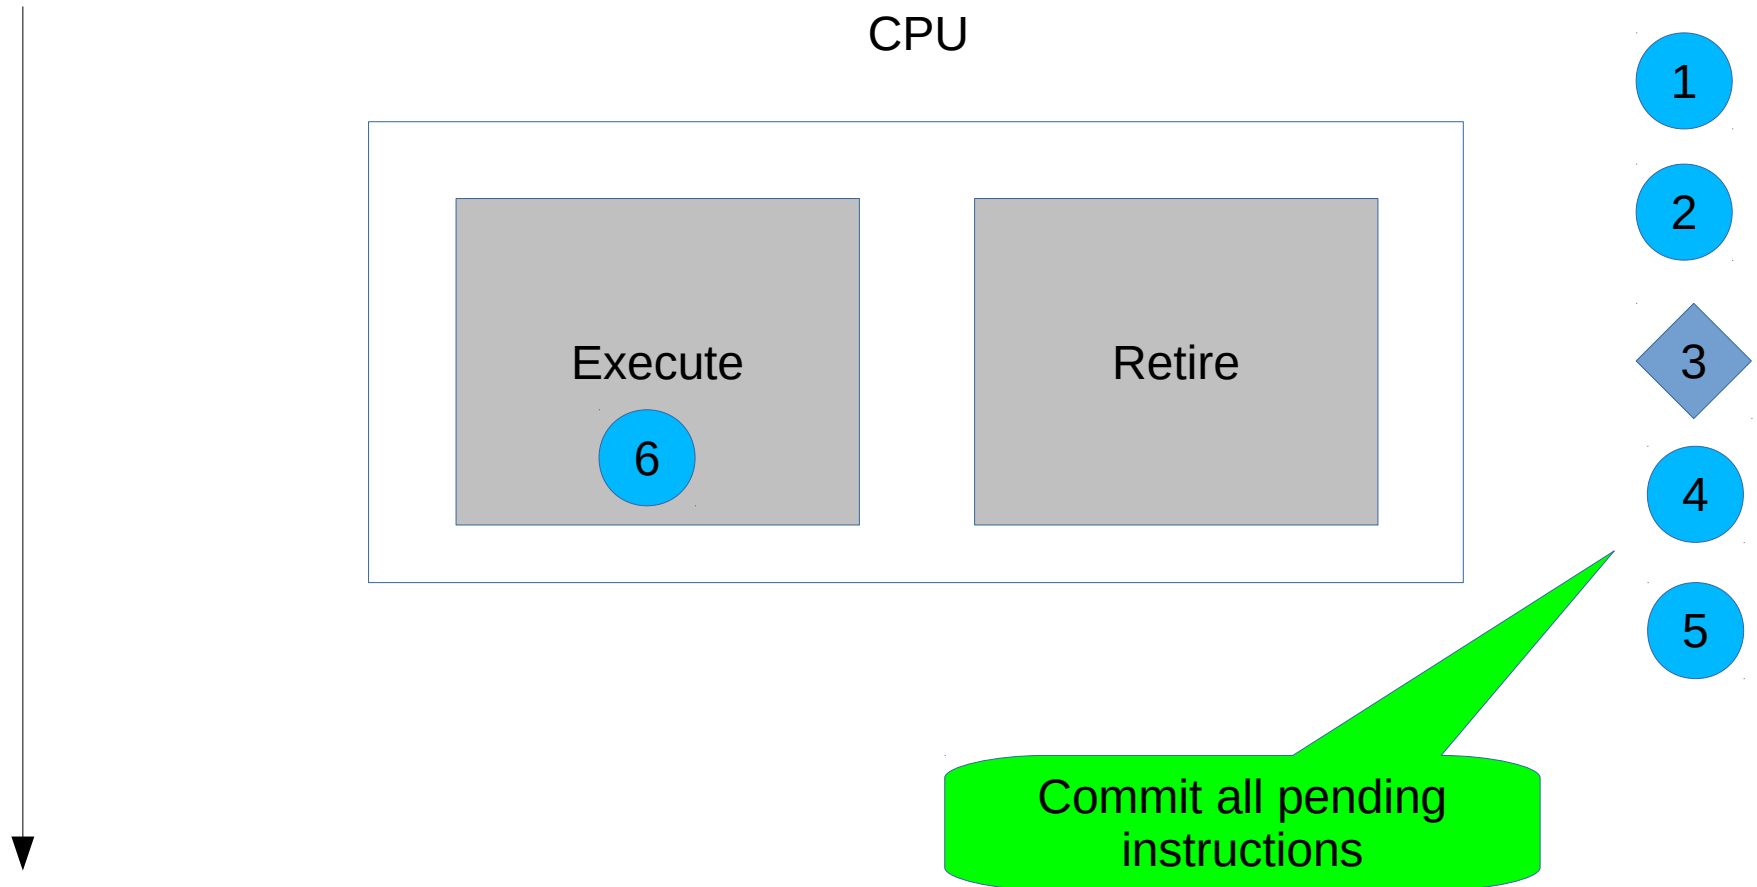 CPU
1
2
3
4
5
Execute
6
Retire
Commit all pending
instructions